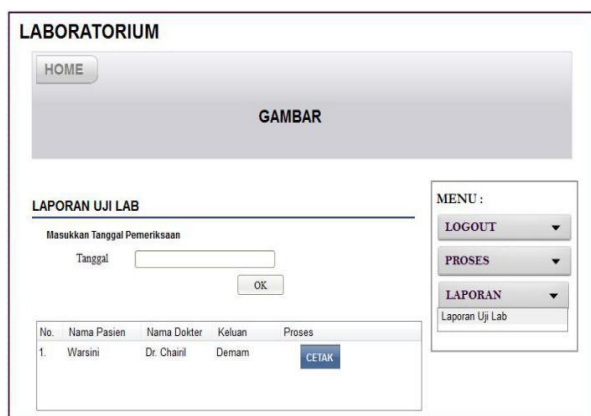 LABORATORIUM
HOME
GAMBAR
LAPORAN UJI LAB
Masukkan Tanggal Pemeriksaan
Tanggal
OK
No. Nama Pasien Nama Dokter Keluan Proses
1. Warsini Dr. Chairil Demam CETAK
MENU :
LOGOUT
PROSES
LAPORAN
Laporan Uji Lab